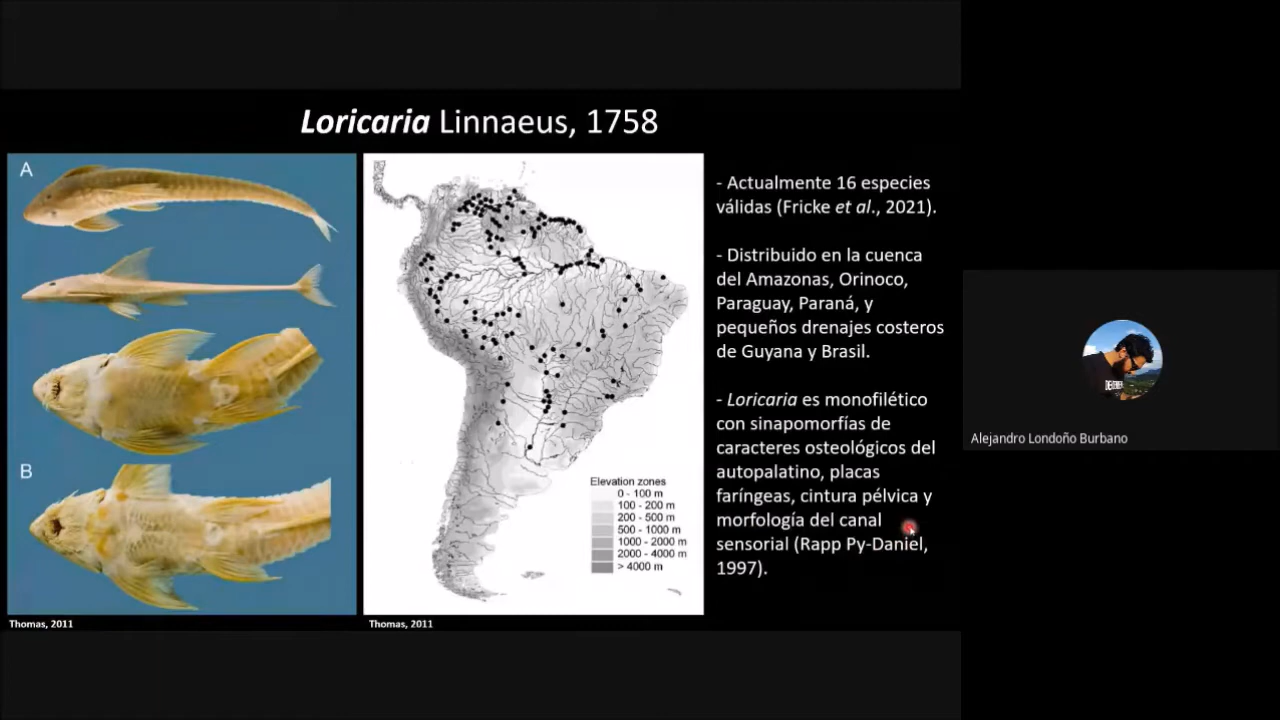 Loricaria Linnaeus, 1758
A
B
Thomas, 2011
Elevation zones
0 - 100 m
100 - 200 m
200 - 500 m
500 - 1000 m
1000 - 2000 m
2000 - 4000 m
> 4000 m
Thomas, 2011
- Actualmente 16 especies
válidas (Fricke et al., 2021).
- Distribuido en la cuenca
del Amazonas, Orinoco,
Paraguay, Paraná, y
pequeños drenajes costeros
de Guyana y Brasil.
- Loricaria es monofilético
con sinapomorfías de
caracteres osteológicos del
autopalatino, placas
faríngeas, cintura pélvica y
morfología del canal
sensorial (Rapp Py-Daniel,
1997).
Alejandro Londoño Burbano